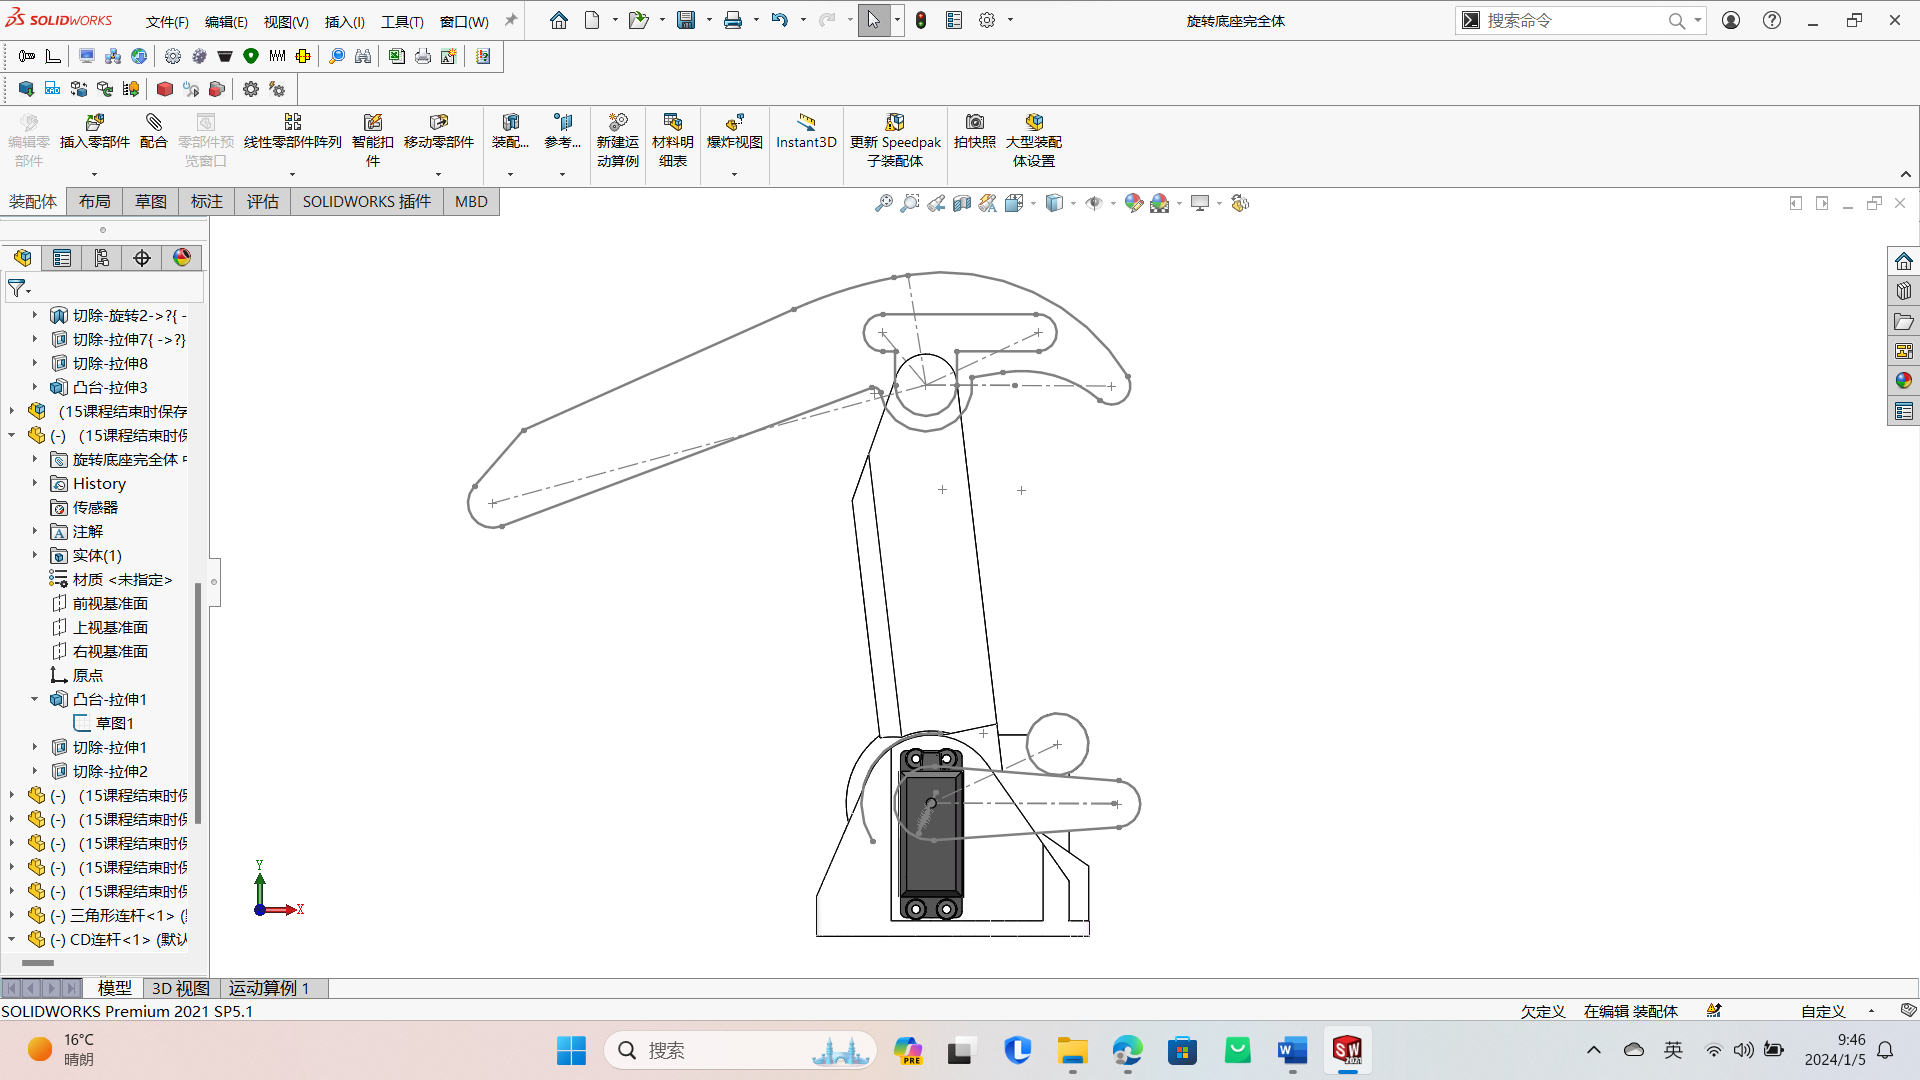 SOLIDWORKS 文件(F) 编辑(E) 视图(V) 插入(I) 工具(T) 窗口(W) 旋转底座完全体 搜索命令
编辑零部件 插入零部件 配合 零部件预览窗口 线性零部件阵列 智能扣件 移动零部件 装配... 参考... 新建运动算例 材料明细表 爆炸视图 Instant3D 更新 Speedpak 子装配体 拍快照 大型装配体设置
装配体 布局 草图 标注 评估 SOLIDWORKS 插件 MBD
切除-旋转2->?{ -
切除-拉伸7{ ->?}
切除-拉伸8
凸台-拉伸3
(15课程结束时保存
(-) (15课程结束时保
旋转底座完全体
History
传感器
注解
实体(1)
材质 <未指定>
前视基准面
上视基准面
右视基准面
原点
凸台-拉伸1
草图1
切除-拉伸1
切除-拉伸2
(-) (15课程结束时保
(-) (15课程结束时保
(-) (15课程结束时保
(-) (15课程结束时保
(-) (15课程结束时保
(-) 三角形连杆<1>
(-) CD连杆<1> (默认
Y
X
模型 3D 视图 运动算例 1
SOLIDWORKS Premium 2021 SP5.1 欠定义 在编辑 装配体 自定义
16°C
晴朗
搜索
PRE
SW
2021
英
9:46
2024/1/5